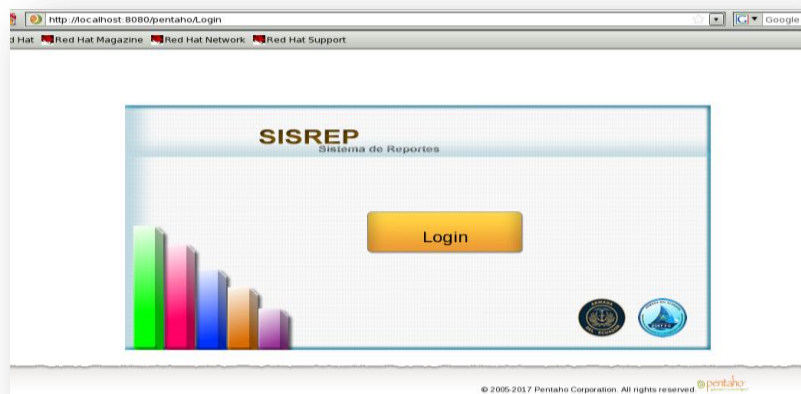 http://localhost:8080/pentaho/Login
Google
d Hat Red Hat Magazine Red Hat Network Red Hat Support
SISREP
Sistema de Reportes
Login
© 2005-2017 Pentaho Corporation. All rights reserved.
pentaho